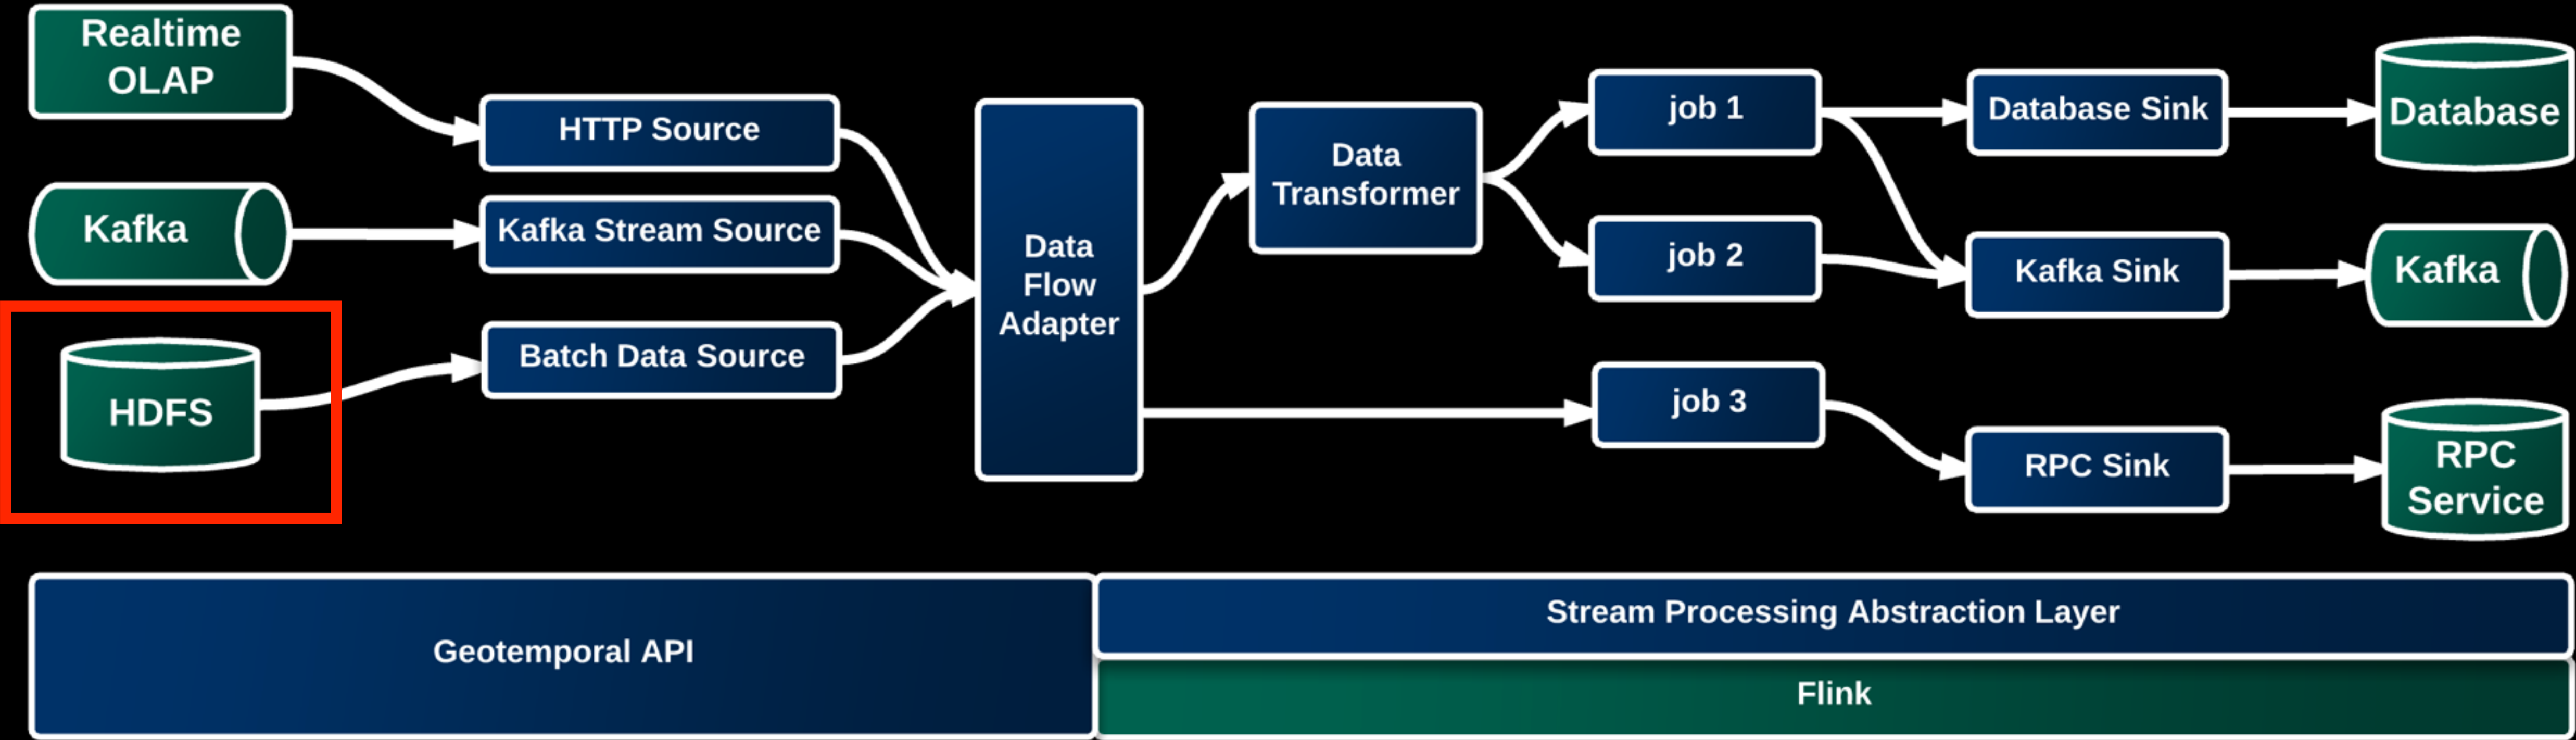 Realtime
OLAP
Kafka
HDFS
HTTP Source
Kafka Stream Source
Batch Data Source
Data
Flow
Adapter
Data
Transformer
job 1
job 2
job 3
Database Sink
Kafka Sink
RPC Sink
Database
Kafka
RPC
Service
Geotemporal API
Stream Processing Abstraction Layer
Flink